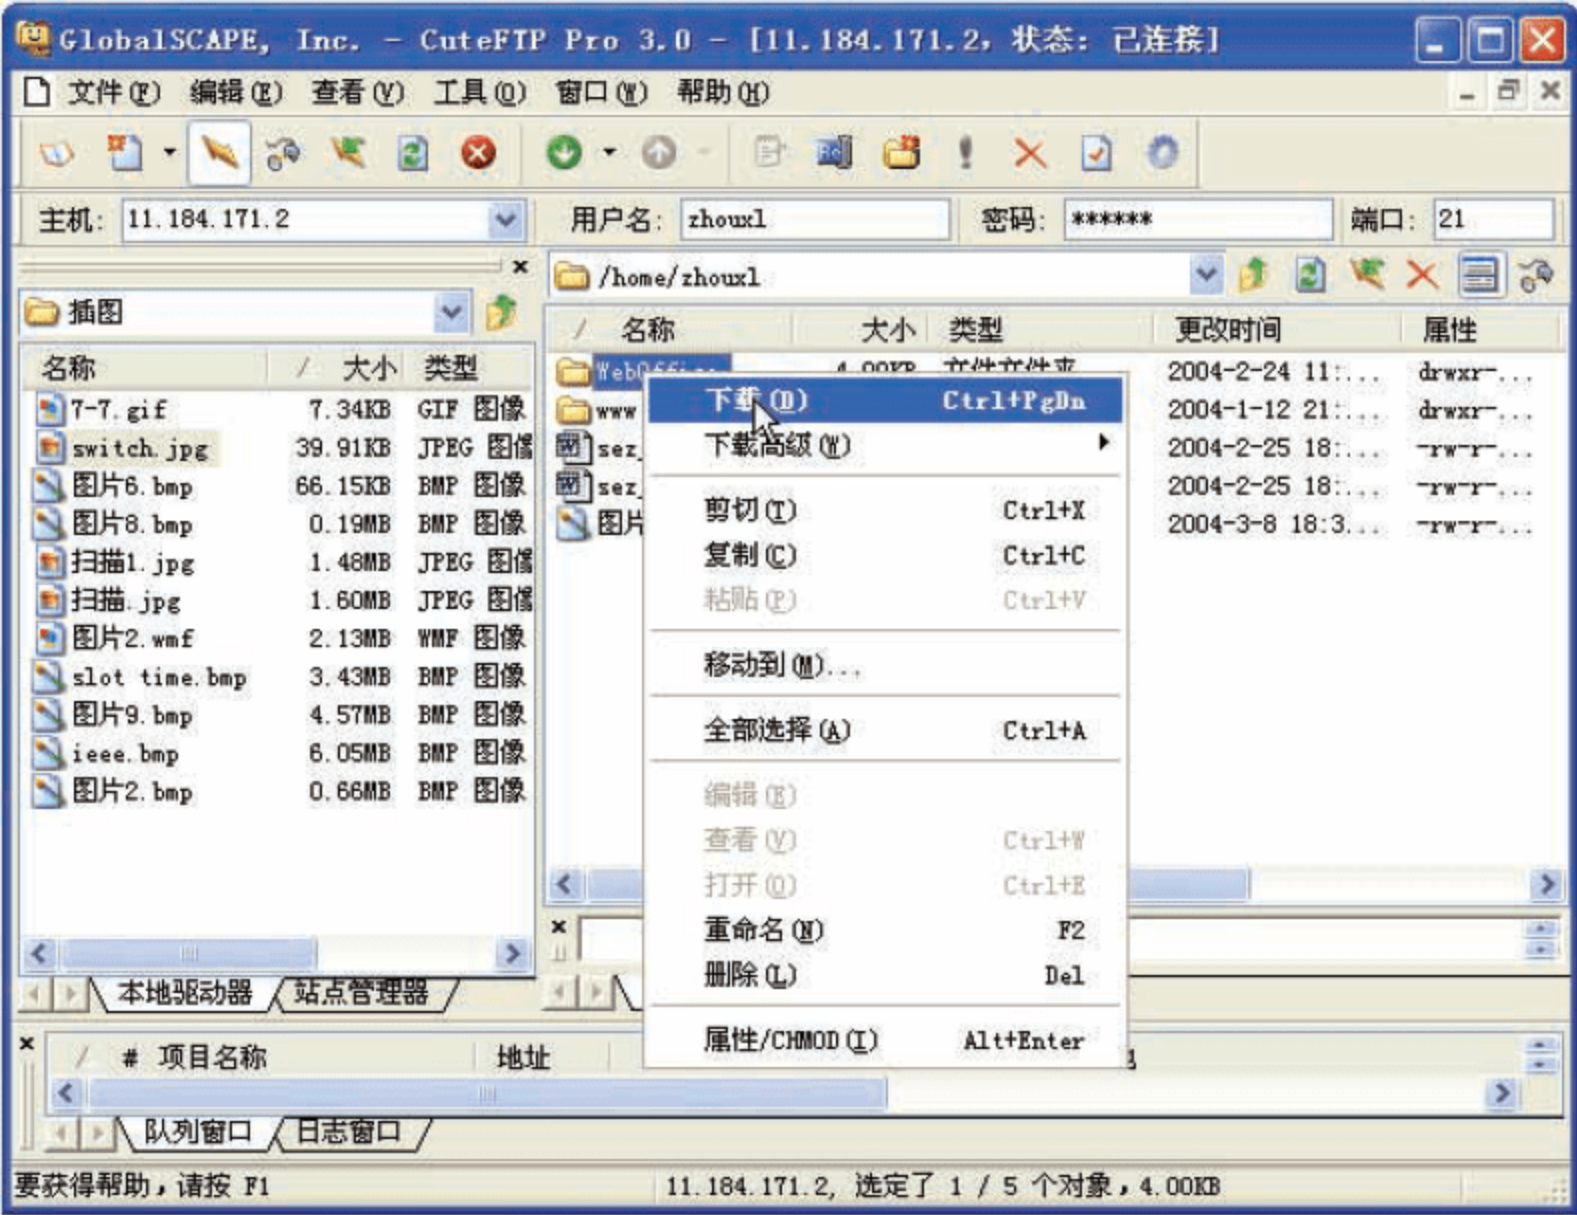 GlobalSCAPE, Inc. - CuteFTP Pro 3.0 - [11.184.171.2, 状态: 已连接]
文件(F) 编辑(E) 查看(V) 工具(O) 窗口(W) 帮助(H)
主机: 11.184.171.2 用户名: zhouxl 密码: ****** 端口: 21
插图
名称 / 大小 类型
7-7.gif 7.34KB GIF 图像
switch.jpg 39.91KB JPEG 图像
图片6.bmp 66.15KB BMP 图像
图片8.bmp 0.19MB BMP 图像
扫描1.jpg 1.48MB JPEG 图像
扫描.jpg 1.60MB JPEG 图像
图片2.wmf 2.13MB WMF 图像
slot time.bmp 3.43MB BMP 图像
图片9.bmp 4.57MB BMP 图像
ieee.bmp 6.05MB BMP 图像
图片2.bmp 0.66MB BMP 图像
本地驱动器 站点管理器
/home/zhouxl
/ 名称 大小 类型 更改时间 属性
4.00KB 文件文件夹 2004-2-24 11:... drwxr-...
www 2004-1-12 21:... drwxr-...
sez_ 2004-2-25 18:... -rw-r-...
sez_ 2004-2-25 18:... -rw-r-...
图片 2004-3-8 18:3... -rw-r-...
下载(D) Ctrl+PgDn
下载高级(W)
剪切(T) Ctrl+X
复制(C) Ctrl+C
粘贴(P) Ctrl+V
移动到(M)...
全部选择(A) Ctrl+A
编辑(E)
查看(V) Ctrl+W
打开(O) Ctrl+E
重命名(N) F2
删除(L) Del
属性/CHMOD(I) Alt+Enter
/ # 项目名称 地址
队列窗口 日志窗口
要获得帮助,请按 F1 11.184.171.2, 选定了 1 / 5 个对象,4.00KB